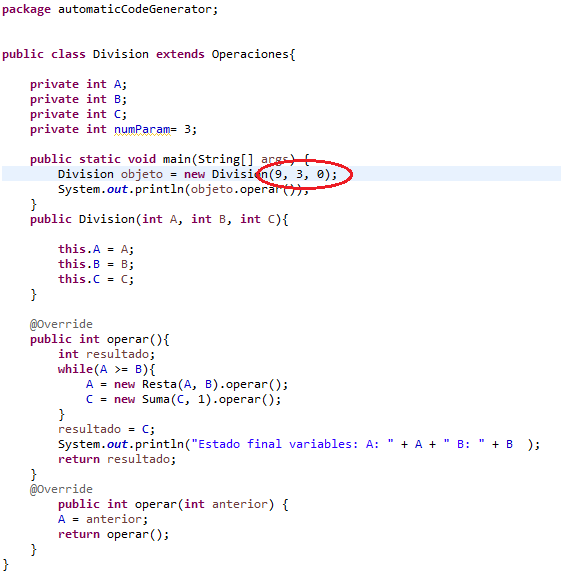 package automaticCodeGenerator;
public class Division extends Operaciones{
private int A;
private int B;
private int C;
private int numParam= 3;
public static void main(String[] args) {
Division objeto = new Division(9, 3, 0);
System.out.println(objeto.operar());
}
public Division(int A, int B, int C){
this.A = A;
this.B = B;
this.C = C;
}
@Override
public int operar(){
int resultado;
while(A >= B){
A = new Resta(A, B).operar();
C = new Suma(C, 1).operar();
}
resultado = C;
System.out.println("Estado final variables: A: " + A + " B: " + B  );
return resultado;
}
@Override
public int operar(int anterior) {
A = anterior;
return operar();
}
}